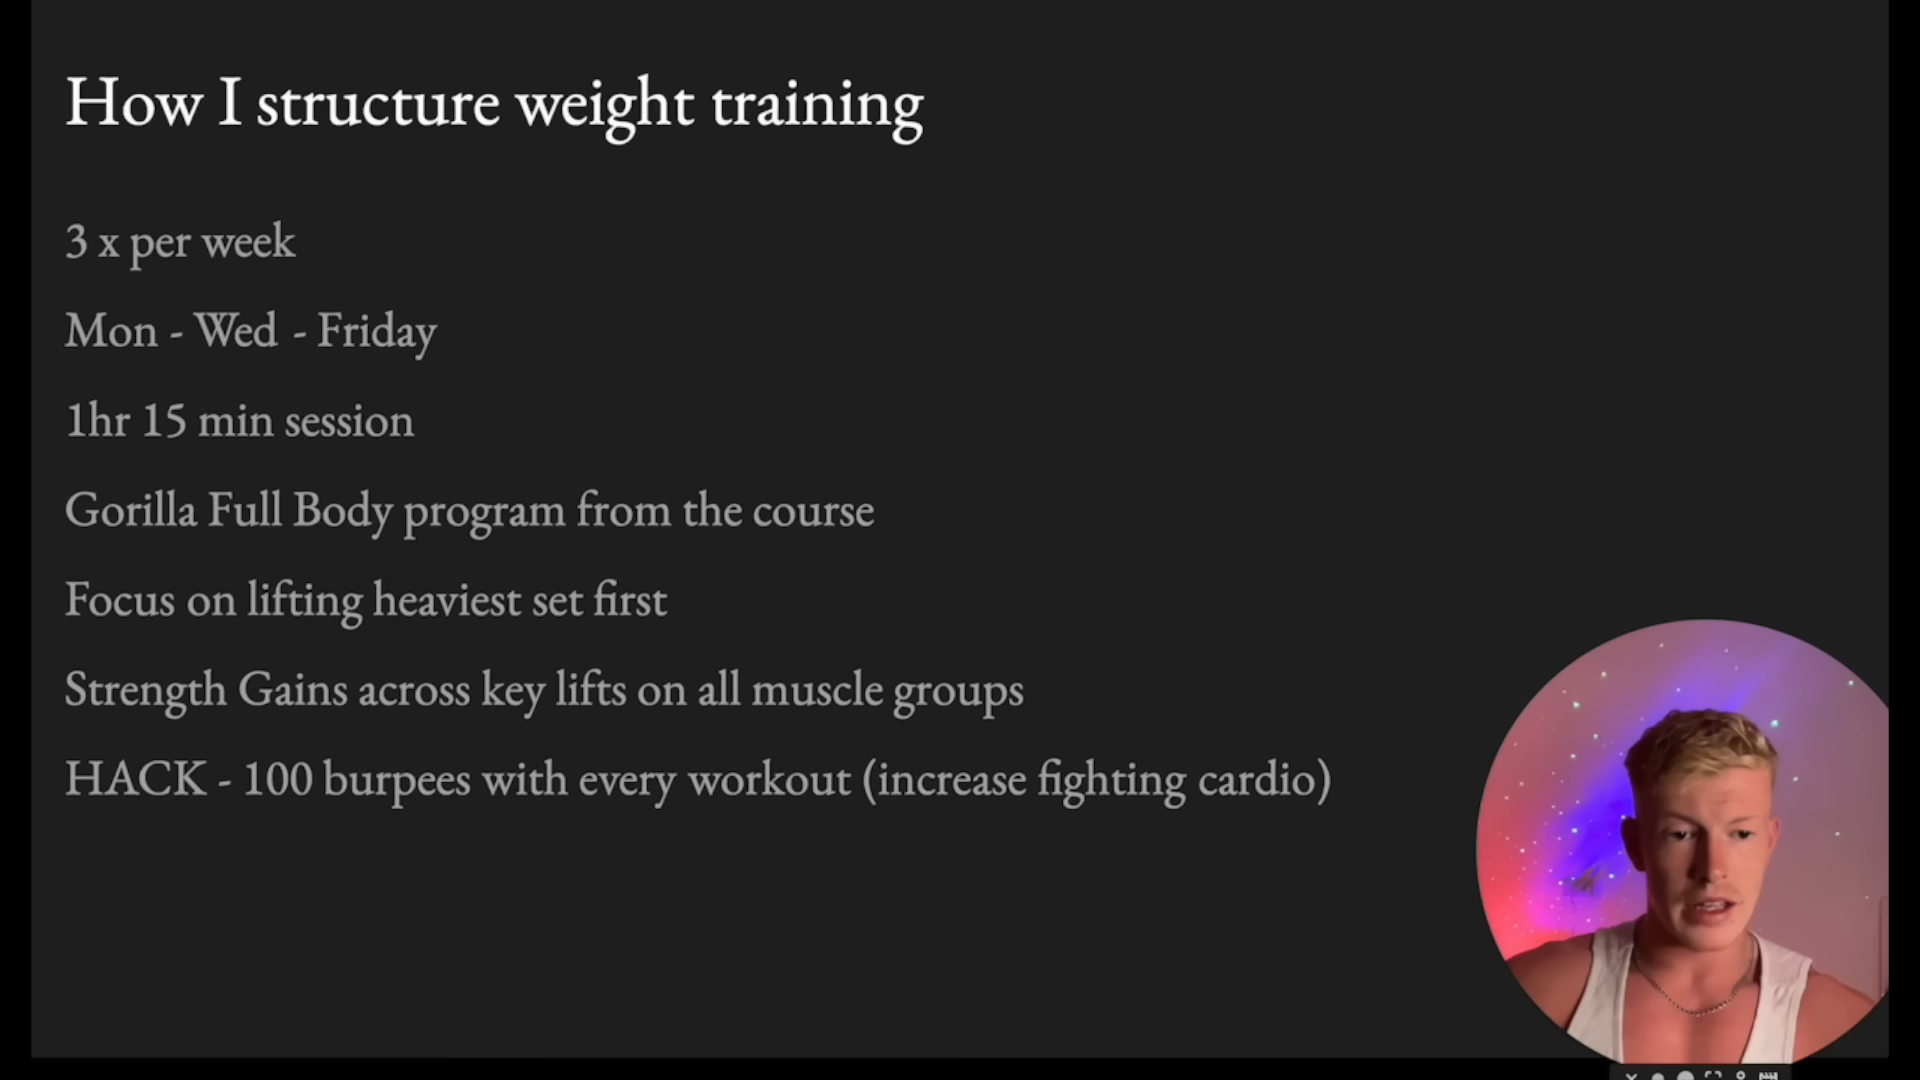 How I structure weight training
3 x per week
Mon - Wed - Friday
1hr 15 min session
Gorilla Full Body program from the course
Focus on lifting heaviest set first
Strength Gains across key lifts on all muscle groups
HACK - 100 burpees with every workout (increase fighting cardio)